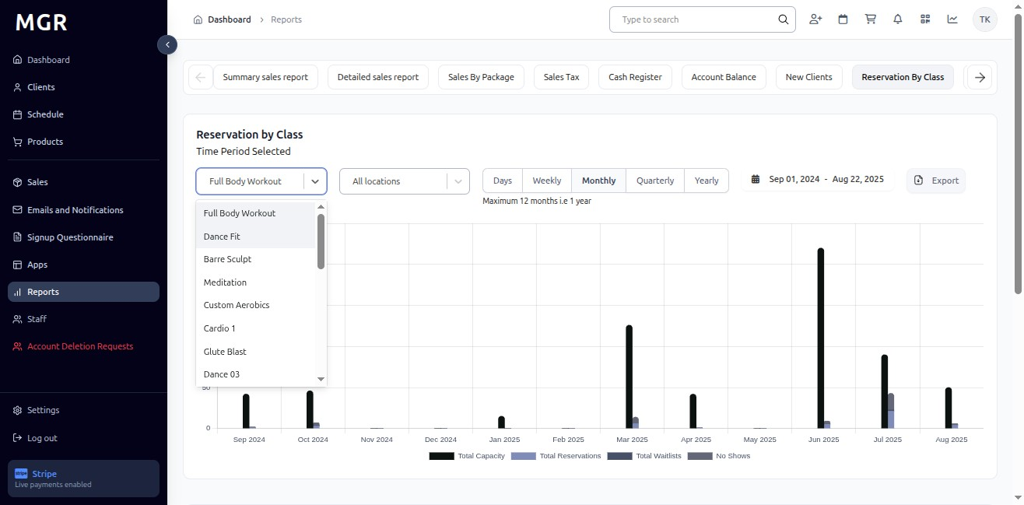 MGR
Dashboard
Clients
Schedule
Products
Sales
Emails and Notifications
Signup Questionnaire
Apps
Reports
Staff
Account Deletion Requests
Settings
Log out
stripe Stripe
Live payments enabled
Dashboard > Reports
Type to search
TK
Summary sales report
Detailed sales report
Sales By Package
Sales Tax
Cash Register
Account Balance
New Clients
Reservation By Class
Reservation by Class
Time Period Selected
Full Body Workout
All locations
Days
Weekly
Monthly
Quarterly
Yearly
Sep 01, 2024 - Aug 22, 2025
Export
Maximum 12 months i.e 1 year
Full Body Workout
Dance Fit
Barre Sculpt
Meditation
Custom Aerobics
Cardio 1
Glute Blast
Dance 03
50
0
Sep 2024 Oct 2024 Nov 2024 Dec 2024 Jan 2025 Feb 2025 Mar 2025 Apr 2025 May 2025 Jun 2025 Jul 2025 Aug 2025
Total Capacity Total Reservations Total Waitlists No Shows